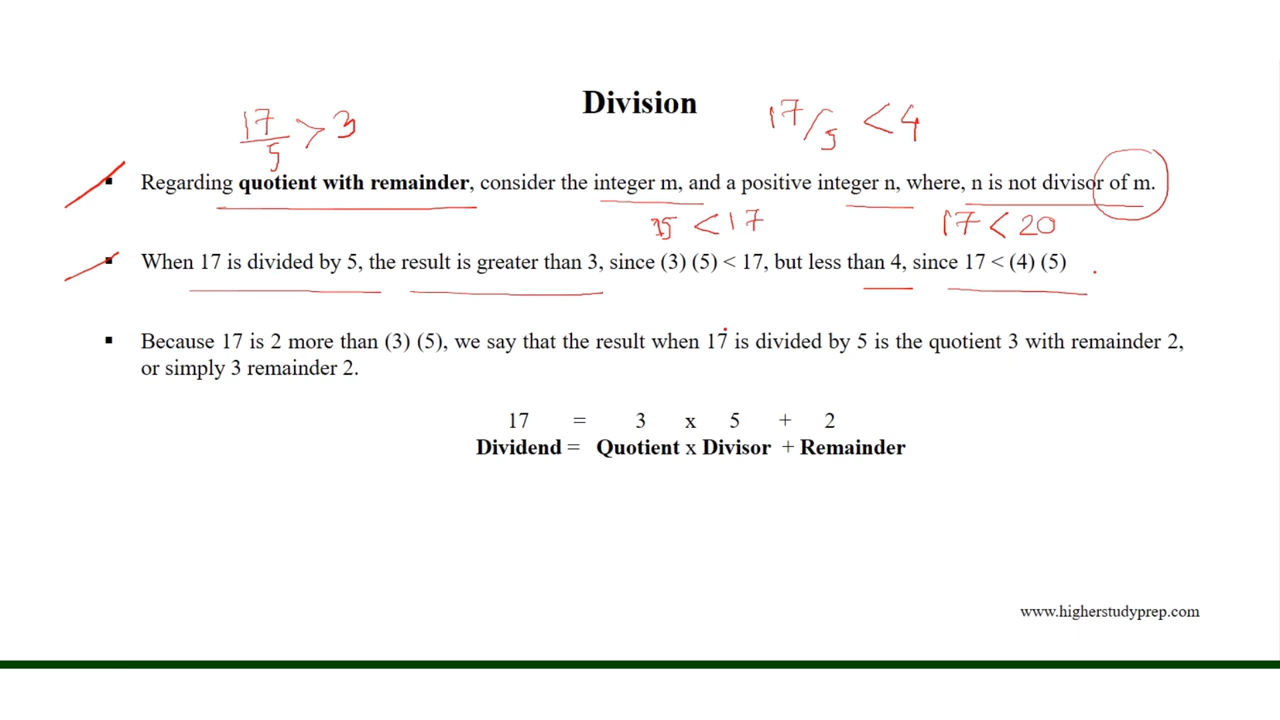 Division
17/5 > 3
17/5 < 4
▪ Regarding quotient with remainder, consider the integer m, and a positive integer n, where, n is not divisor of m.
15 < 17
17 < 20
▪ When 17 is divided by 5, the result is greater than 3, since (3) (5) < 17, but less than 4, since 17 < (4) (5)
▪ Because 17 is 2 more than (3) (5), we say that the result when 17 is divided by 5 is the quotient 3 with remainder 2,
or simply 3 remainder 2.
17 = 3 x 5 + 2
Dividend = Quotient x Divisor + Remainder
www.higherstudyprep.com